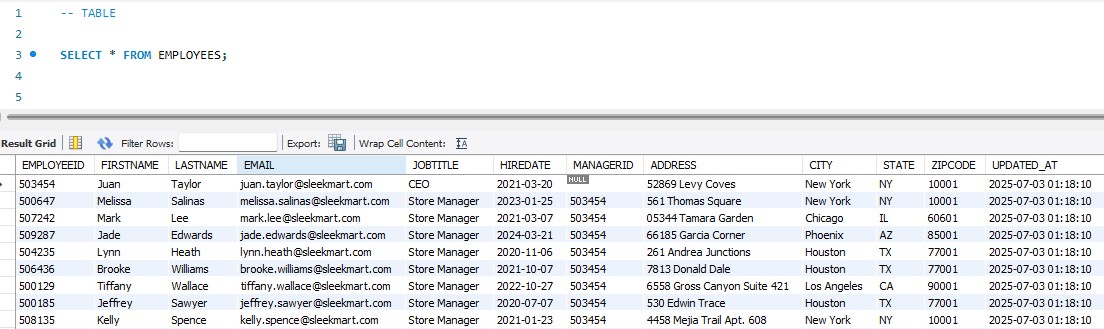 1 -- TABLE
2
3 SELECT * FROM EMPLOYEES;
4
5
Result Grid Filter Rows: Export: Wrap Cell Content: IA
EMPLOYEEID FIRSTNAME LASTNAME EMAIL JOBTITLE HIREDATE MANAGERID ADDRESS CITY STATE ZIPCODE UPDATED_AT
503454 Juan Taylor juan.taylor@sleekmart.com CEO 2021-03-20 NULL 52869 Levy Coves New York NY 10001 2025-07-03 01:18:10
500647 Melissa Salinas melissa.salinas@sleekmart.com Store Manager 2023-01-25 503454 561 Thomas Square New York NY 10001 2025-07-03 01:18:10
507242 Mark Lee mark.lee@sleekmart.com Store Manager 2021-03-07 503454 05344 Tamara Garden Chicago IL 60601 2025-07-03 01:18:10
509287 Jade Edwards jade.edwards@sleekmart.com Store Manager 2024-03-21 503454 66185 Garcia Corner Phoenix AZ 85001 2025-07-03 01:18:10
504235 Lynn Heath lynn.heath@sleekmart.com Store Manager 2020-11-06 503454 261 Andrea Junctions Houston TX 77001 2025-07-03 01:18:10
506436 Brooke Williams brooke.williams@sleekmart.com Store Manager 2021-10-07 503454 7813 Donald Dale Houston TX 77001 2025-07-03 01:18:10
500129 Tiffany Wallace tiffany.wallace@sleekmart.com Store Manager 2022-10-27 503454 6558 Gross Canyon Suite 421 Los Angeles CA 90001 2025-07-03 01:18:10
500185 Jeffrey Sawyer jeffrey.sawyer@sleekmart.com Store Manager 2020-07-07 503454 530 Edwin Trace Houston TX 77001 2025-07-03 01:18:10
508135 Kelly Spence kelly.spence@sleekmart.com Store Manager 2021-01-23 503454 4458 Mejia Trail Apt. 608 New York NY 10001 2025-07-03 01:18:10